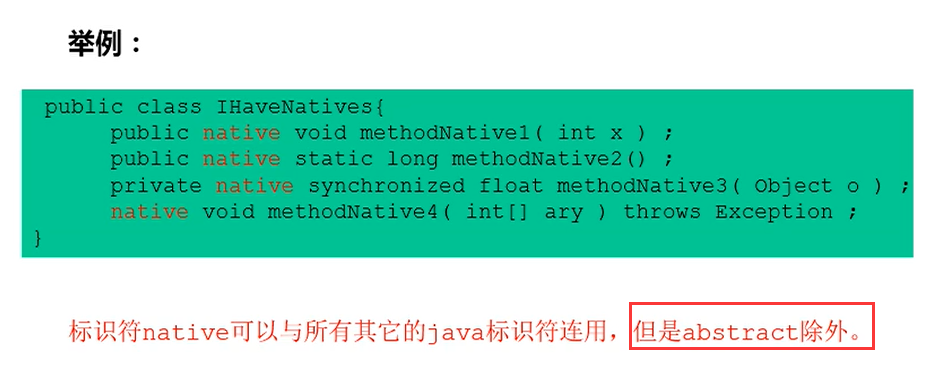 举例：
public class IHaveNatives{
public native void methodNative1( int x ) ;
public native static long methodNative2() ;
private native synchronized float methodNative3( Object o ) ;
native void methodNative4( int[] ary ) throws Exception ;
}
标识符native可以与所有其它的java标识符连用，但是abstract除外。